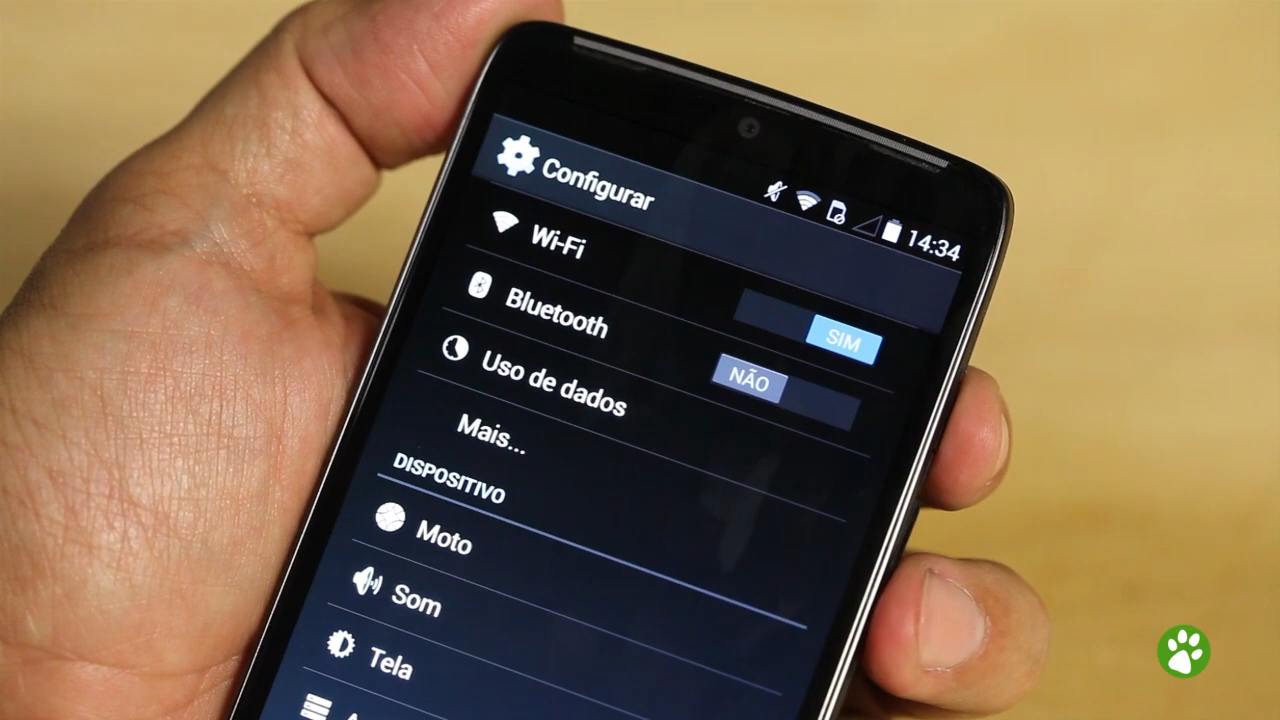 Configurar
14:34
Wi-Fi
SIM
Bluetooth
NÃO
Uso de dados
Mais...
DISPOSITIVO
Moto
Som
Tela